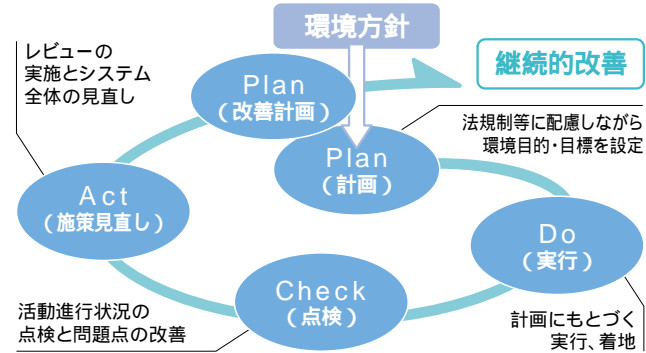 環境方針
継続的改善
レビューの
実施とシステム
全体の見直し
Plan
(改善計画)
法規制等に配慮しながら
環境目的・目標を設定
Plan
(計画)
Act
(施策見直し)
Do
(実行)
Check
(点検)
活動進行状況の
点検と問題点の改善
計画にもとづく
実行、着地